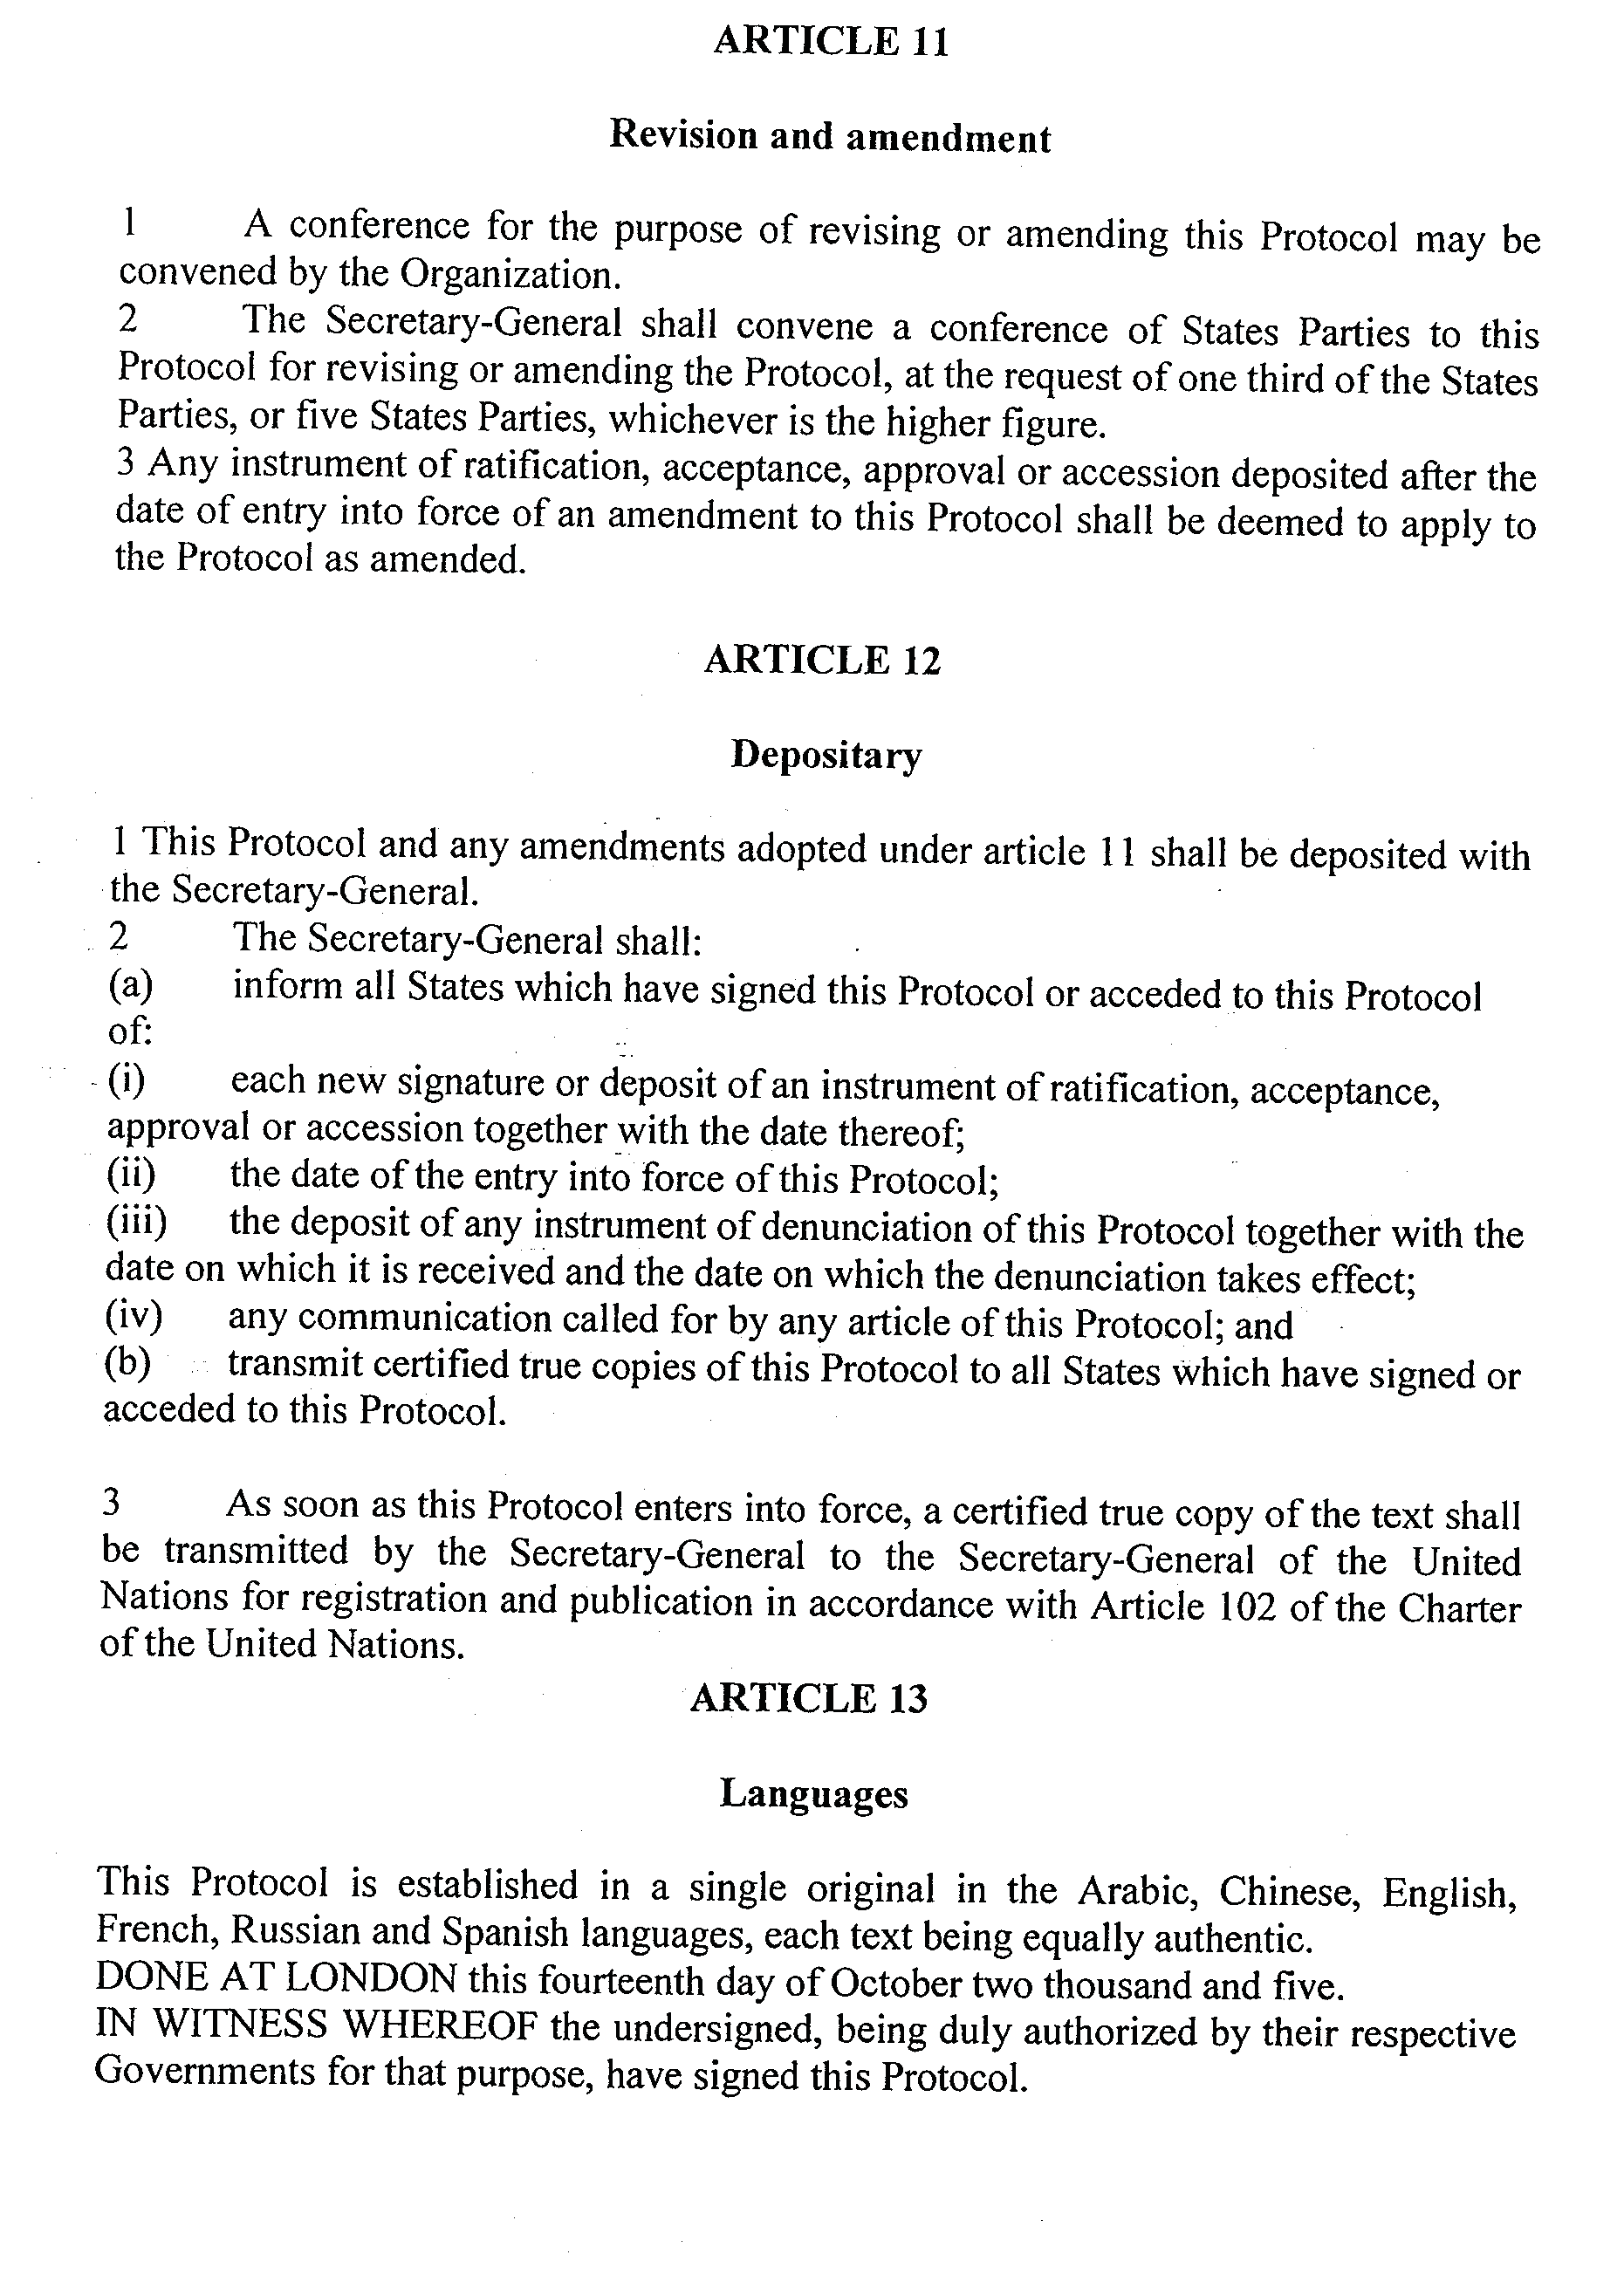 ARTICLE 11
Revision and amendment
1 A conference for the purpose of revising or amending this Protocol may be
convened by the Organization.
2 The Secretary-General shall convene a conference of States Parties to this
Protocol for revising or amending the Protocol, at the request of one third of the States
Parties, or five States Parties, whichever is the higher figure.
3 Any instrument of ratification, acceptance, approval or accession deposited after the
date of entry into force of an amendment to this Protocol shall be deemed to apply to
the Protocol as amended.
ARTICLE 12
Depositary
1 This Protocol and any amendments adopted under article 11 shall be deposited with
the Secretary-General.
2 The Secretary-General shall:
(a) inform all States which have signed this Protocol or acceded to this Protocol
of:
(i) each new signature or deposit of an instrument of ratification, acceptance,
approval or accession together with the date thereof;
(ii) the date of the entry into force of this Protocol;
(iii) the deposit of any instrument of denunciation of this Protocol together with the
date on which it is received and the date on which the denunciation takes effect;
(iv) any communication called for by any article of this Protocol; and
(b) transmit certified true copies of this Protocol to all States which have signed or
acceded to this Protocol.
3 As soon as this Protocol enters into force, a certified true copy of the text shall
be transmitted by the Secretary-General to the Secretary-General of the United
Nations for registration and publication in accordance with Article 102 of the Charter
of the United Nations.
ARTICLE 13
Languages
This Protocol is established in a single original in the Arabic, Chinese, English,
French, Russian and Spanish languages, each text being equally authentic.
DONE AT LONDON this fourteenth day of October two thousand and five.
IN WITNESS WHEREOF the undersigned, being duly authorized by their respective
Governments for that purpose, have signed this Protocol.